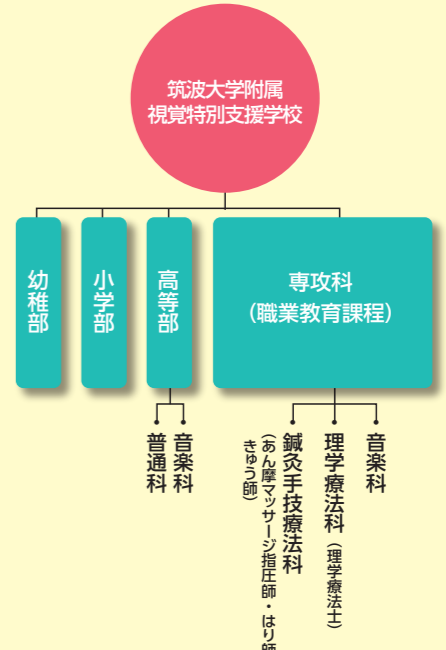 筑波大学附属
視覚特別支援学校
幼稚部
小学部
高等部
専攻科
（職業教育課程）
音楽科
普通科
音楽科
理学療法科（理学療法士）
鍼灸手技療法科
（あん摩マッサージ指圧師・はり師
きゅう師）